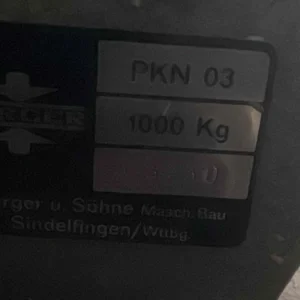 PKN 03
1000 Kg
rger u. Söhne Masch. Bau
Sindelfingen/Wttbg.